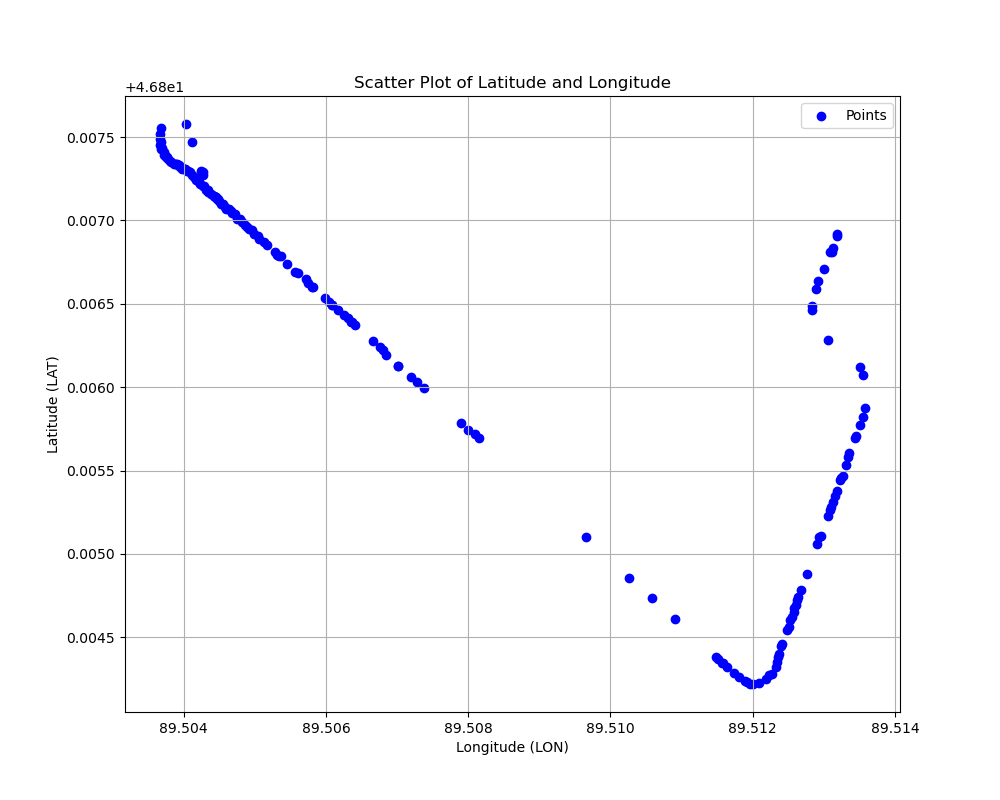 Scatter Plot of Latitude and Longitude
+4.68e1
Points
0.0075
0.0070
0.0065
0.0060
0.0055
0.0050
0.0045
Latitude (LAT)
89.504 89.506 89.508 89.510 89.512 89.514
Longitude (LON)